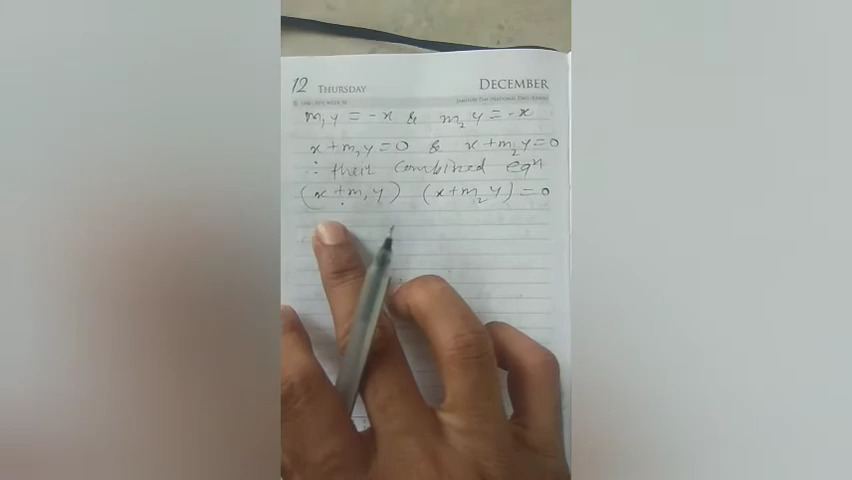 12 THURSDAY DECEMBER
m₁y = -x & m₂y = -x
x + m₁y = 0 & x + m₂y = 0
∴ their combined eqn
(x + m₁y) (x + m₂y) = 0